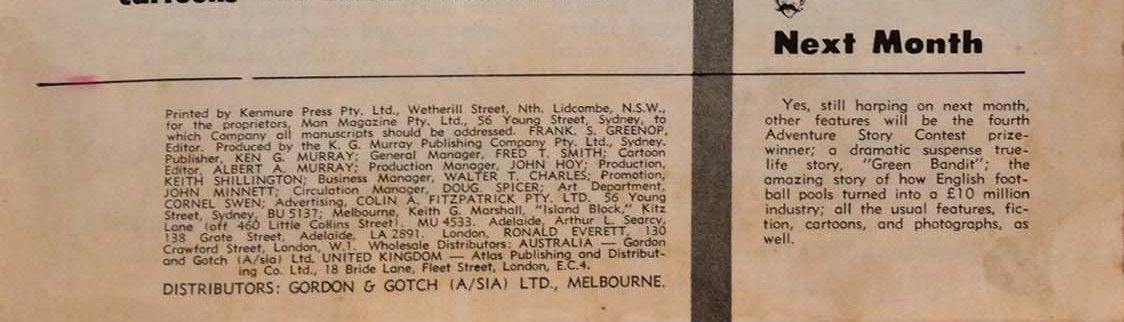 cartoons
Printed by Kenmure Press Pty. Ltd., Wetherill Street, Nth. Lidcombe, N.S.W.,
for the proprietors, Man Magazine Pty. Ltd., 56 Young Street, Sydney, to
which Company all manuscripts should be addressed. FRANK. S. GREENOP,
Editor. Produced by the K. G. Murray Publishing Company Pty. Ltd., Sydney.
Publisher, KEN G. MURRAY; General Manager, FRED T. SMITH; Cartoon
Editor, ALBERT A. MURRAY; Production Manager, JOHN HOY; Production,
KEITH SHILLINGTON; Business Manager, WALTER T. CHARLES; Promotion,
JOHN MINNETT; Circulation Manager, DOUG. SPICER; Art Department,
CORNEL SWEN; Advertising, COLIN A. FITZPATRICK PTY. LTD. 56 Young
Street, Sydney, BU 5137; Melbourne, Keith G. Marshall, "Island Block," Kitz
Lane (off 460 Little Collins Street). MU 4533. Adelaide, Arthur L. Searcy,
138 Grote Street, Adelaide, LA 2891. London, RONALD EVERETT, 130
Crawford Street, London, W.1. Wholesale Distributors: AUSTRALIA — Gordon
and Gotch (A/sia) Ltd. UNITED KINGDOM — Atlas Publishing and Distribut-
ing Co. Ltd., 18 Bride Lane, Fleet Street, London, E.C.4.
DISTRIBUTORS: GORDON & GOTCH (A/SIA) LTD., MELBOURNE.
Next Month
Yes, still harping on next month,
other features will be the fourth
Adventure Story Contest prize-
winner; a dramatic suspense true-
life story, "Green Bandit"; the
amazing story of how English foot-
ball pools turned into a £10 million
industry; all the usual features, fic-
tion, cartoons, and photographs, as
well.